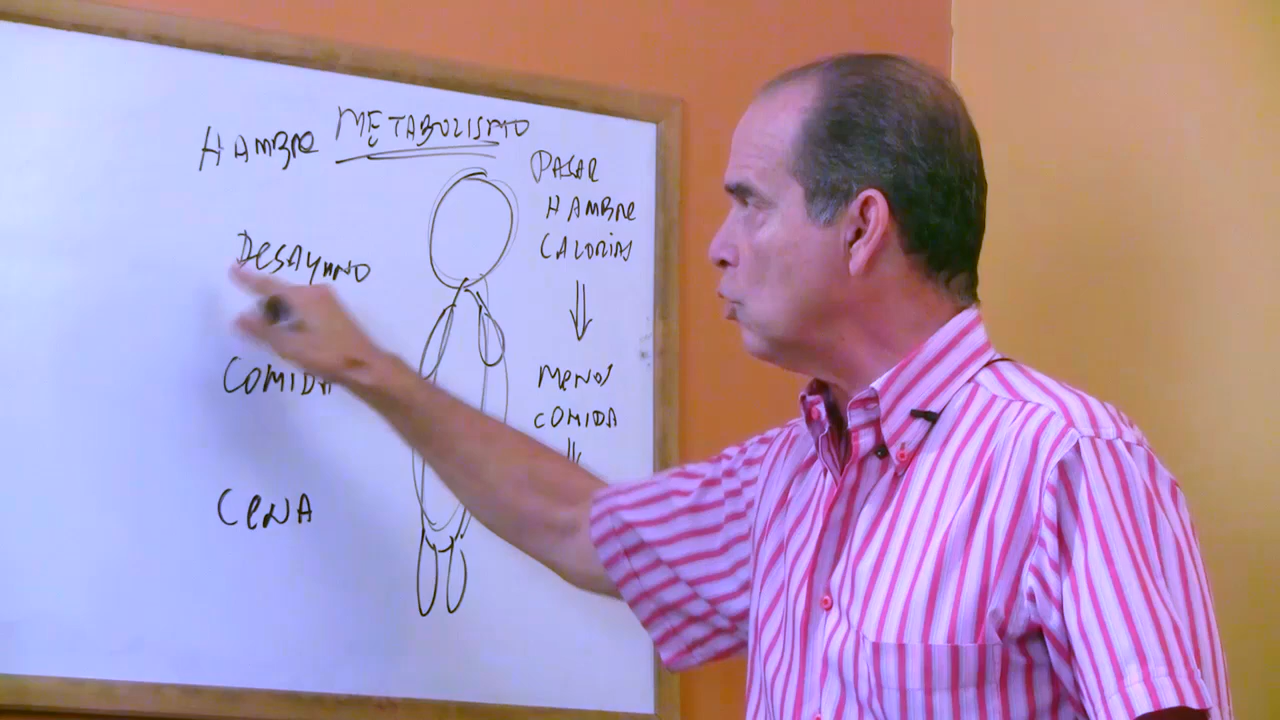 METABOLISMO
HAMBRe
PASAR
HAMBRe
CALORIAS
DeSAYUNO
MeNOS
COMIDA
COMIDA
CeNA